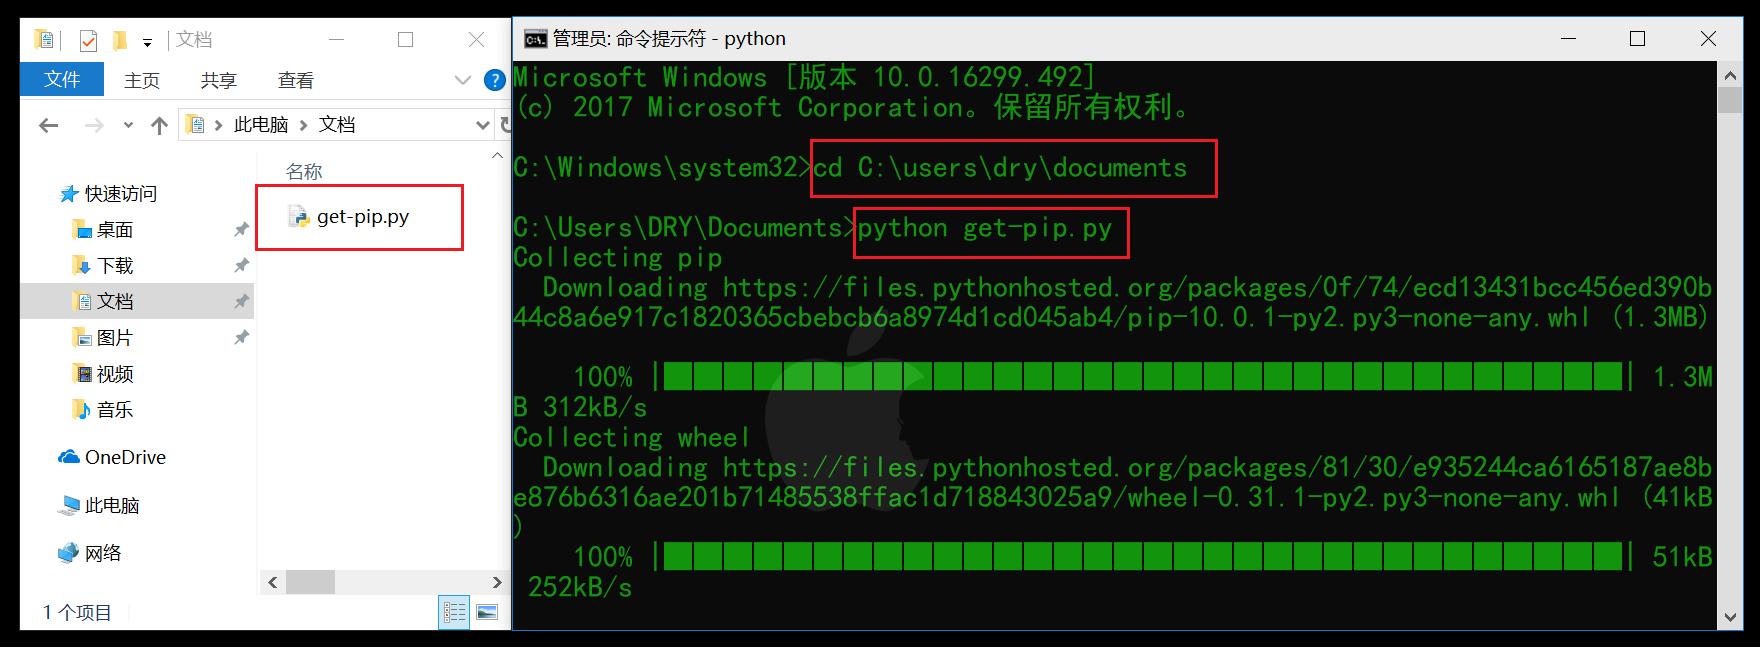 文档
文件 主页 共享 查看 ?
此电脑 文档
名称
get-pip.py
快速访问
桌面
下载
文档
图片
视频
音乐
OneDrive
此电脑
网络
1 个项目
管理员: 命令提示符 - python
Microsoft Windows [版本 10.0.16299.492]
(c) 2017 Microsoft Corporation。保留所有权利。
C:\Windows\system32>cd C:\users\dry\documents
C:\Users\DRY\Documents>python get-pip.py
Collecting pip
Downloading https://files.pythonhosted.org/packages/0f/74/ecd13431bcc456ed390b
44c8a6e917c1820365cbebcb6a8974d1cd045ab4/pip-10.0.1-py2.py3-none-any.whl (1.3MB)
100% |████████████████████████████████| 1.3M
B 312kB/s
Collecting wheel
Downloading https://files.pythonhosted.org/packages/81/30/e935244ca6165187ae8b
e876b6316ae201b71485538ffac1d718843025a9/wheel-0.31.1-py2.py3-none-any.whl (41kB
)
100% |████████████████████████████████| 51kB
252kB/s